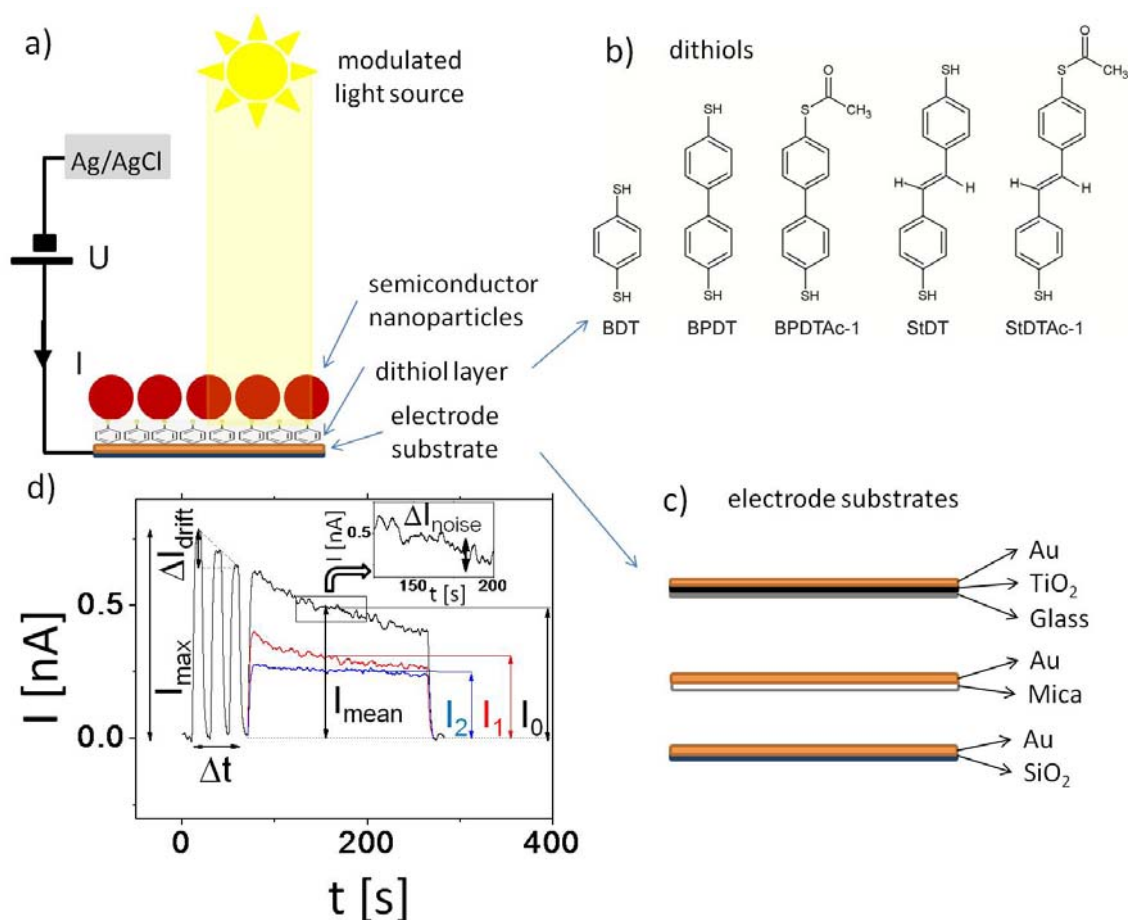 a)
modulated
light source
Ag/AgCl
U
I
semiconductor
nanoparticles
dithiol layer
electrode
substrate
b) dithiols
SH
SH
BDT
SH
SH
BPDT
O
S
CH3
SH
BPDTAc-1
SH
H
H
SH
StDT
O
S
CH3
H
H
SH
StDTAc-1
c) electrode substrates
Au
TiO2
Glass
Au
Mica
Au
SiO2
d)
I [nA]
0.5
0.0
ΔIdrift
Imax
Δt
Imean
I2
I1
I0
I [nA]
0.5
ΔInoise
150
200
t [s]
0
200
400
t [s]